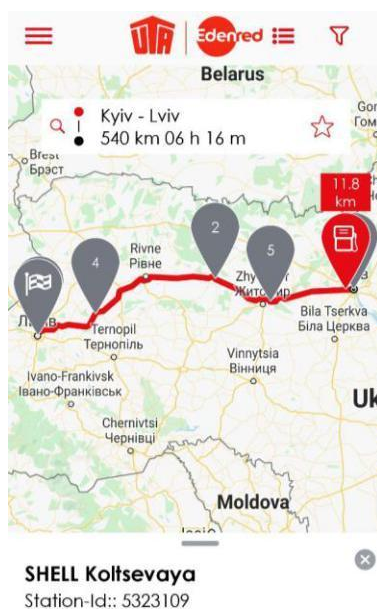 UTA
Edenred
Belarus
Kyiv - Lviv
540 km 06 h 16 m
Brest
Брэст
11.8
km
2
Rivne
Рівне
4
5
Житомир
Bila Tserkva
Біла Церква
Ternopil
Тернопіль
Vinnytsia
Вінниця
Ivano-Frankivsk
Івано-Франківськ
Chernivtsi
Чернівці
Moldova
SHELL Koltsevaya
Station-Id:: 5323109